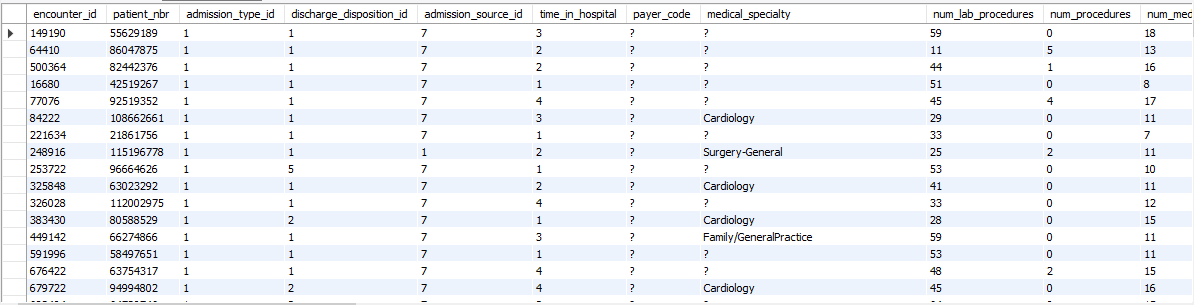 encounter_id patient_nbr admission_type_id discharge_disposition_id admission_source_id time_in_hospital payer_code medical_specialty num_lab_procedures num_procedures num_med
149190 55629189 1 1 7 3 ? ? 59 0 18
64410 86047875 1 1 7 2 ? ? 11 5 13
500364 82442376 1 1 7 2 ? ? 44 1 16
16680 42519267 1 1 7 1 ? ? 51 0 8
77076 92519352 1 1 7 4 ? ? 45 4 17
84222 108662661 1 1 7 3 ? Cardiology 29 0 11
221634 21861756 1 1 7 1 ? ? 33 0 7
248916 115196778 1 1 1 2 ? Surgery-General 25 2 11
253722 96664626 1 5 7 1 ? ? 53 0 10
325848 63023292 1 1 7 2 ? Cardiology 41 0 11
326028 112002975 1 1 7 4 ? ? 33 0 12
383430 80588529 1 2 7 1 ? Cardiology 28 0 15
449142 66274866 1 1 7 3 ? Family/GeneralPractice 59 0 11
591996 58497651 1 1 7 1 ? ? 53 0 11
676422 63754317 1 1 7 4 ? ? 48 2 15
679722 94994802 1 2 7 4 ? Cardiology 45 0 16